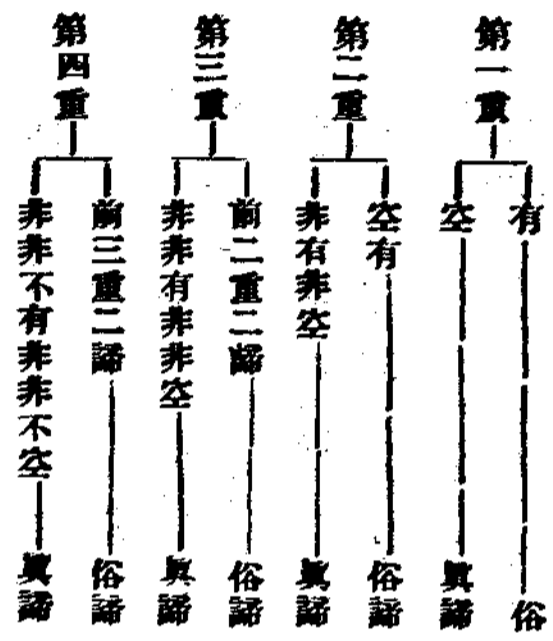 第一重
有
俗
空
眞諦
第二重
空有
俗諦
非有非空
眞諦
第三重
前二重二諦
俗諦
非非有非非空
眞諦
第四重
前三重二諦
俗諦
非非不有非非不空
眞諦